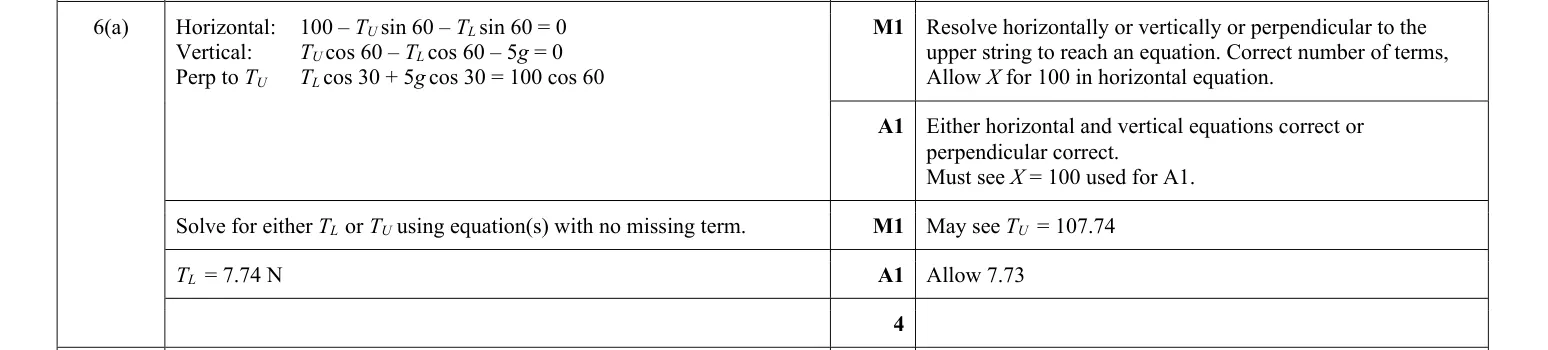 6(a)
Horizontal: 100 – T_U sin 60 – T_L sin 60 = 0
Vertical: T_U cos 60 – T_L cos 60 – 5g = 0
Perp to T_U T_L cos 30 + 5g cos 30 = 100 cos 60
M1
Resolve horizontally or vertically or perpendicular to the
upper string to reach an equation. Correct number of terms,
Allow X for 100 in horizontal equation.
A1
Either horizontal and vertical equations correct or
perpendicular correct.
Must see X = 100 used for A1.
Solve for either T_L or T_U using equation(s) with no missing term.
M1
May see T_U = 107.74
T_L = 7.74 N
A1
Allow 7.73
4